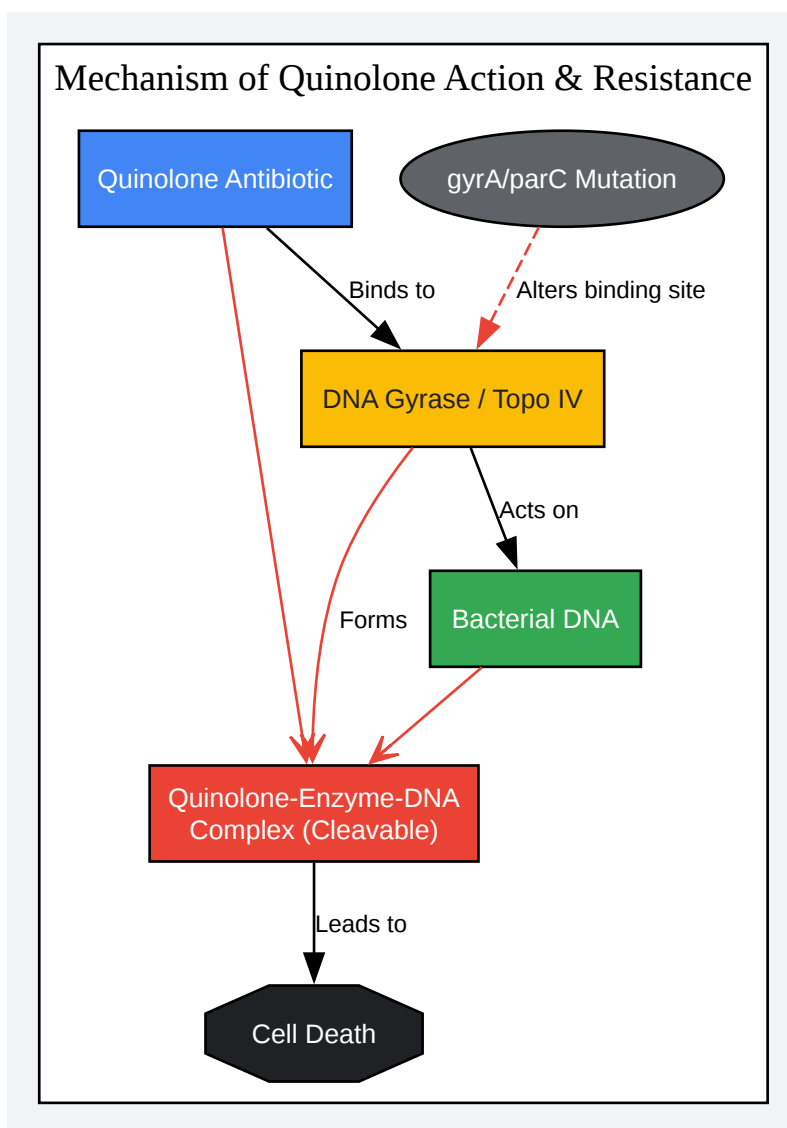 Mechanism of Quinolone Action & Resistance
Quinolone Antibiotic
gyrA/parC Mutation
Binds to
Alters binding site
DNA Gyrase / Topo IV
Acts on
Forms
Bacterial DNA
Quinolone-Enzyme-DNA
Complex (Cleavable)
Leads to
Cell Death